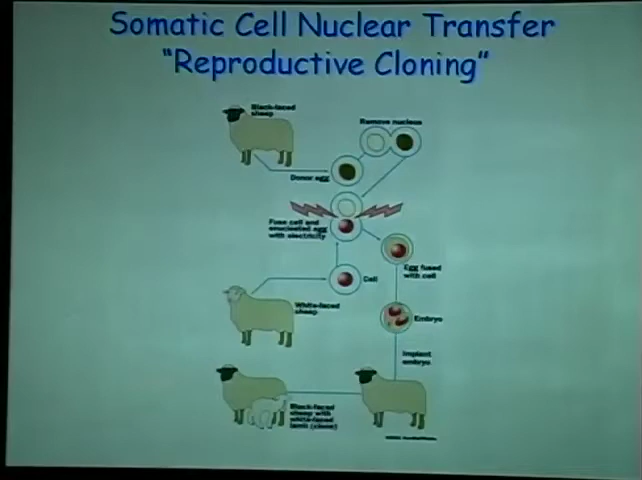 Somatic Cell Nuclear Transfer
“Reproductive Cloning”
Black-faced
sheep
Remove nucleus
Donor egg
Fuse cell and
enucleated egg
with electricity
Egg fused
with cell
Cell
White-faced
sheep
Embryo
Implant
embryo
Black-faced
sheep with
white-faced
lamb (clone)